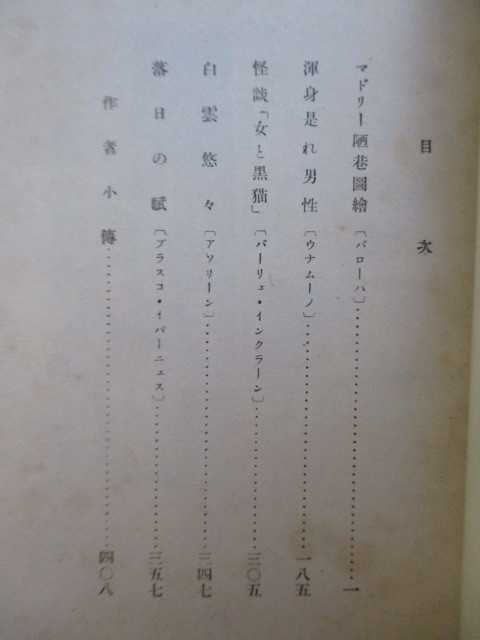 目次
マドリー陋巷圖繪〔バローハ〕……………………一
渾身是れ男性〔ウナムーノ〕……………………一八五
怪談「女と黒猫」〔バーリェ・インクラーン〕……………………三〇五
白雲悠々〔アソリーン〕……………………三四七
落日の賦〔ブラスコ・イバーニェス〕……………………三五七
作者小傳……………………四〇八